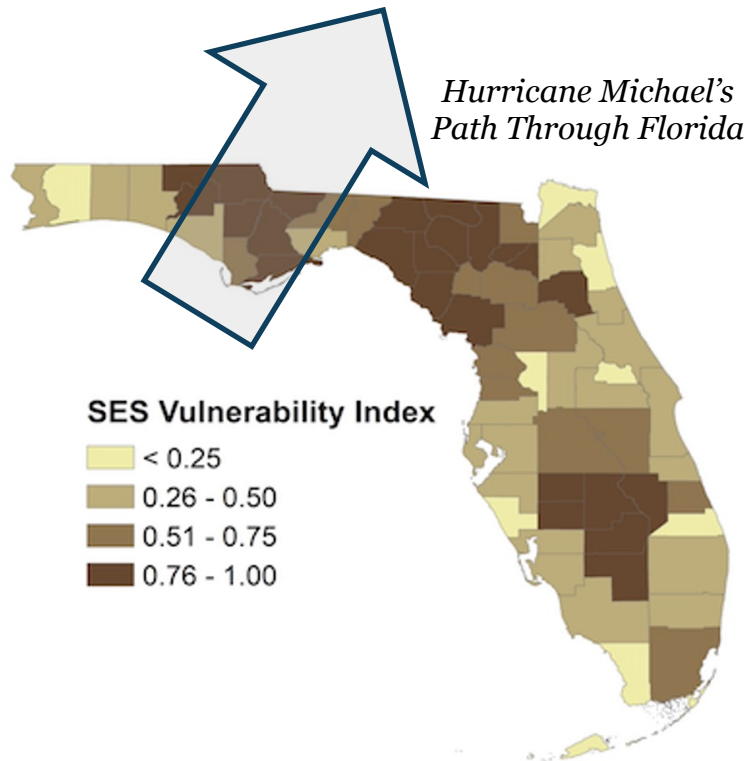 Hurricane Michael's
Path Through Florida
SES Vulnerability Index
< 0.25
0.26 - 0.50
0.51 - 0.75
0.76 - 1.00